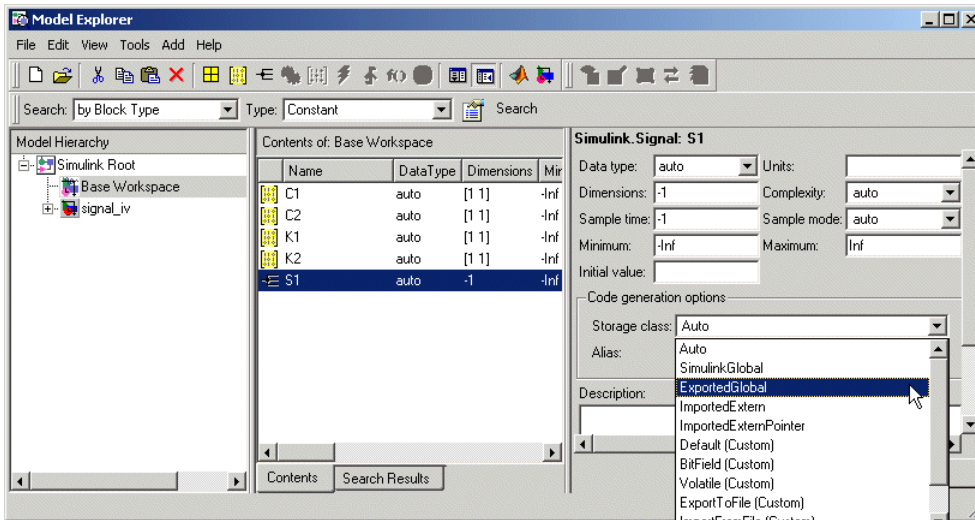 Model Explorer
File Edit View Tools Add Help
Search: by Block Type Type: Constant Search
Model Hierarchy
Simulink Root
Base Workspace
signal_iv
Contents of: Base Workspace
Name DataType Dimensions Mir
C1 auto [1 1] -Inf
C2 auto [1 1] -Inf
K1 auto [1 1] -Inf
K2 auto [1 1] -Inf
S1 auto -1 -Inf
Contents Search Results
Simulink.Signal: S1
Data type: auto Units:
Dimensions: -1 Complexity: auto
Sample time: -1 Sample mode: auto
Minimum: -Inf Maximum: Inf
Initial value:
Code generation options
Storage class: Auto
Alias:
Description:
Auto
SimulinkGlobal
ExportedGlobal
ImportedExtern
ImportedExternPointer
Default (Custom)
BitField (Custom)
Volatile (Custom)
ExportToFile (Custom)
ImportFromFile (Custom)